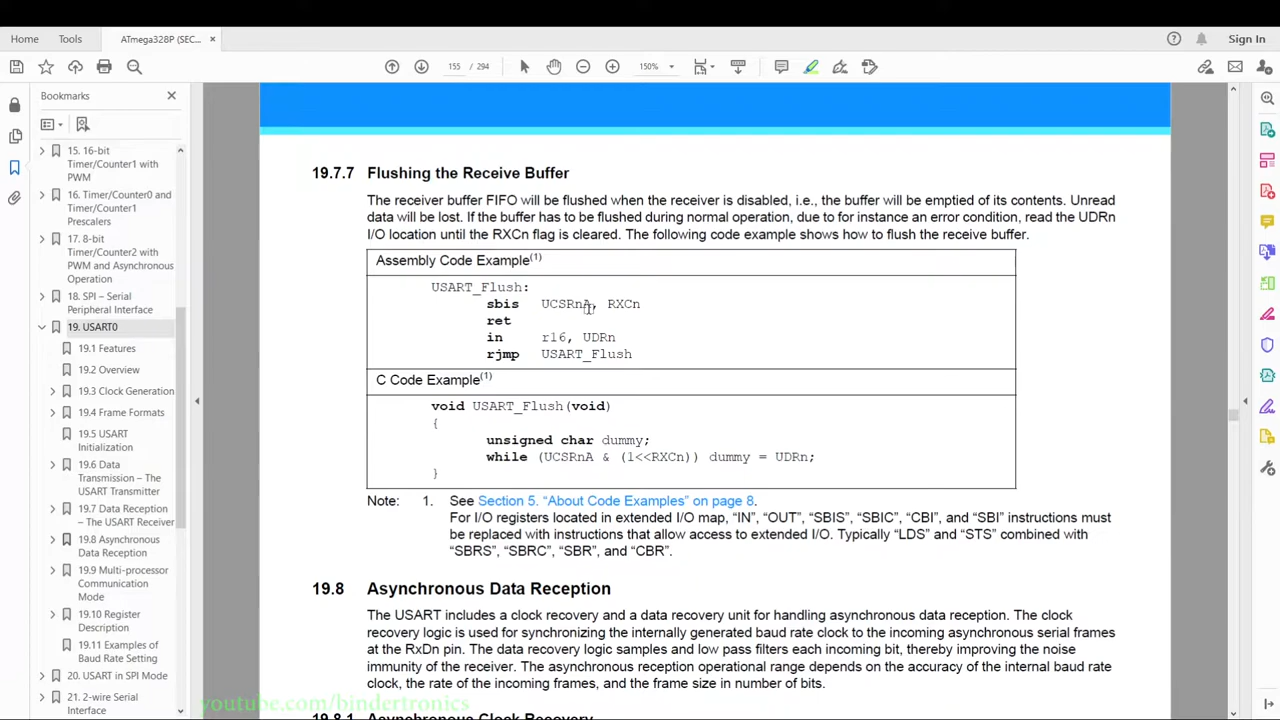 Home
Tools
ATmega328P (SEC...
Sign In
155 / 294
150%
Bookmarks
15. 16-bit
Timer/Counter1 with
PWM
16. Timer/Counter0 and
Timer/Counter1
Prescalers
17. 8-bit
Timer/Counter2 with
PWM and Asynchronous
Operation
18. SPI – Serial
Peripheral Interface
19. USART0
19.1 Features
19.2 Overview
19.3 Clock Generation
19.4 Frame Formats
19.5 USART
Initialization
19.6 Data
Transmission – The
USART Transmitter
19.7 Data Reception
– The USART Receiver
19.8 Asynchronous
Data Reception
19.9 Multi-processor
Communication
Mode
19.10 Register
Description
19.11 Examples of
Baud Rate Setting
20. USART in SPI Mode
21. 2-wire Serial
Interface
19.7.7 Flushing the Receive Buffer
The receiver buffer FIFO will be flushed when the receiver is disabled, i.e., the buffer will be emptied of its contents. Unread
data will be lost. If the buffer has to be flushed during normal operation, due to for instance an error condition, read the UDRn
I/O location until the RXCn flag is cleared. The following code example shows how to flush the receive buffer.
Assembly Code Example(1)
USART_Flush:
sbis UCSRnA, RXCn
ret
in r16, UDRn
rjmp USART_Flush
C Code Example(1)
void USART_Flush(void)
{
unsigned char dummy;
while (UCSRnA & (1<<RXCn)) dummy = UDRn;
}
Note: 1. See Section 5. “About Code Examples” on page 8.
For I/O registers located in extended I/O map, “IN”, “OUT”, “SBIS”, “SBIC”, “CBI”, and “SBI” instructions must
be replaced with instructions that allow access to extended I/O. Typically “LDS” and “STS” combined with
“SBRS”, “SBRC”, “SBR”, and “CBR”.
19.8 Asynchronous Data Reception
The USART includes a clock recovery and a data recovery unit for handling asynchronous data reception. The clock
recovery logic is used for synchronizing the internally generated baud rate clock to the incoming asynchronous serial frames
at the RxDn pin. The data recovery logic samples and low pass filters each incoming bit, thereby improving the noise
immunity of the receiver. The asynchronous reception operational range depends on the accuracy of the internal baud rate
clock, the rate of the incoming frames, and the frame size in number of bits.
youtube.com/bindertronics
19.8.1 Asynchronous Clock Recovery